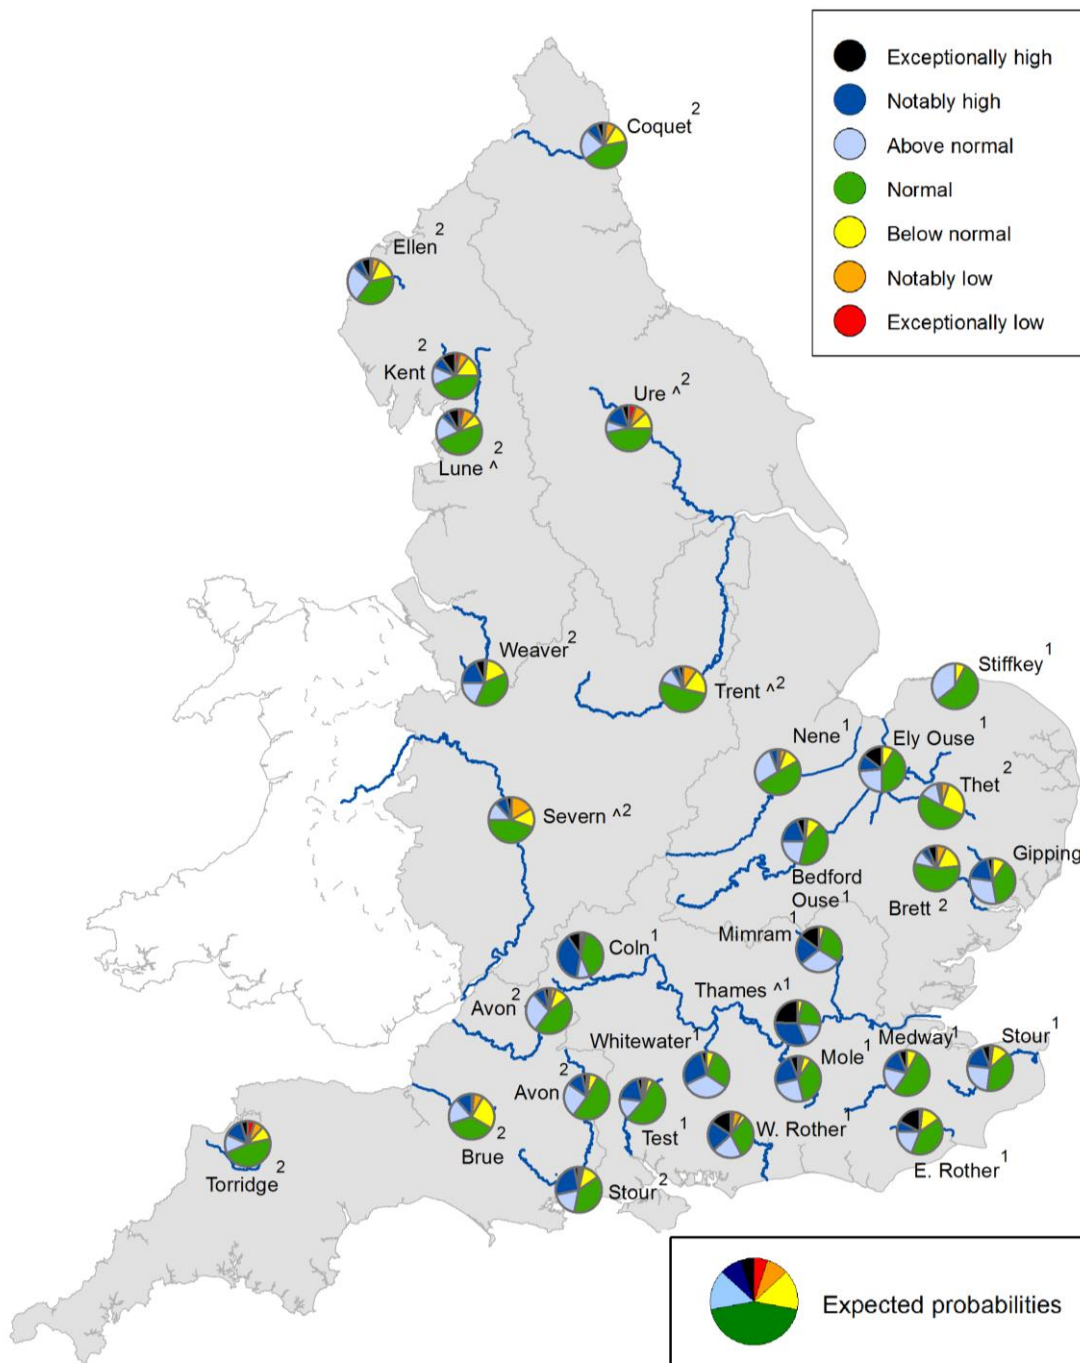 Exceptionally high
Notably high
Above normal
Normal
Below normal
Notably low
Exceptionally low
Coquet 2
Ellen 2
Kent 2
Ure ^2
Lune ^2
Weaver 2
Trent ^2
Stiffkey 1
Nene 1
Ely Ouse 1
Thet 2
Severn ^2
Bedford
Ouse 1
Brett 2
Gipping
Mimram 1
Coln 1
Thames ^1
Avon 2
Whitewater 1
Mole 1
Medway 1
Stour 1
Avon 2
Test 1
W. Rother 1
E. Rother 1
Brue 2
Torridge 2
Stour 2
Expected probabilities